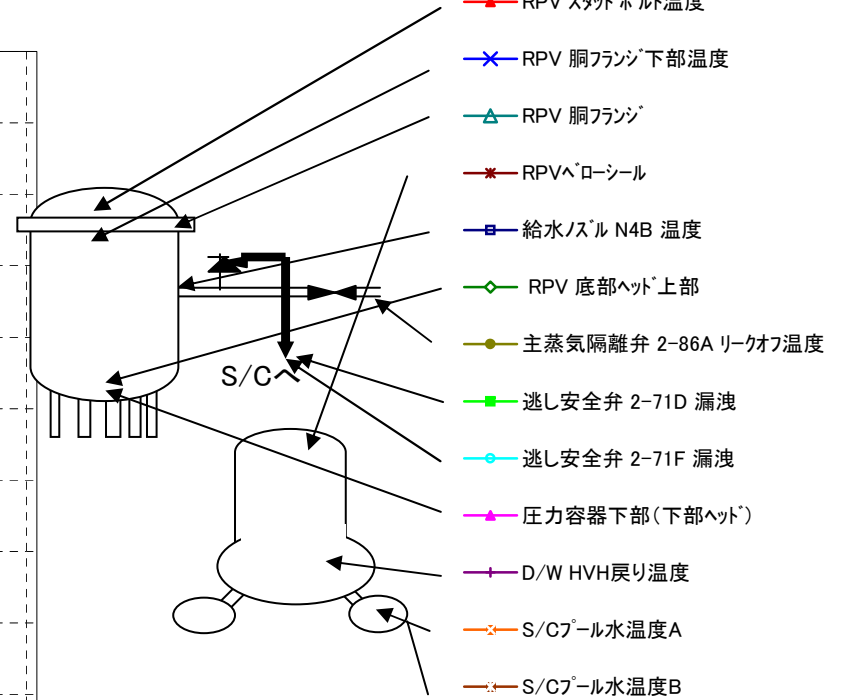 RPV ｽﾀｯﾄﾞﾎﾞﾙﾄ温度
RPV 胴ﾌﾗﾝｼﾞ下部温度
RPV 胴ﾌﾗﾝｼﾞ
RPVﾍﾞﾛｰｼｰﾙ
給水ﾉｽﾞﾙ N4B 温度
RPV 底部ﾍｯﾄﾞ上部
主蒸気隔離弁 2-86A ﾘｰｸｵﾌ温度
逃し安全弁 2-71D 漏洩
S/Cへ
逃し安全弁 2-71F 漏洩
圧力容器下部(下部ﾍｯﾄﾞ)
D/W HVH戻り温度
S/Cﾌﾟｰﾙ水温度A
S/Cﾌﾟｰﾙ水温度B